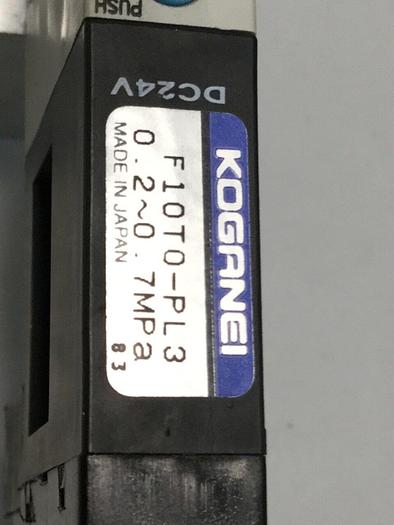 PUSH
DC24V
KOGANEI
F10T0-PL3
0.2~0.7MPa
MADE IN JAPAN 83